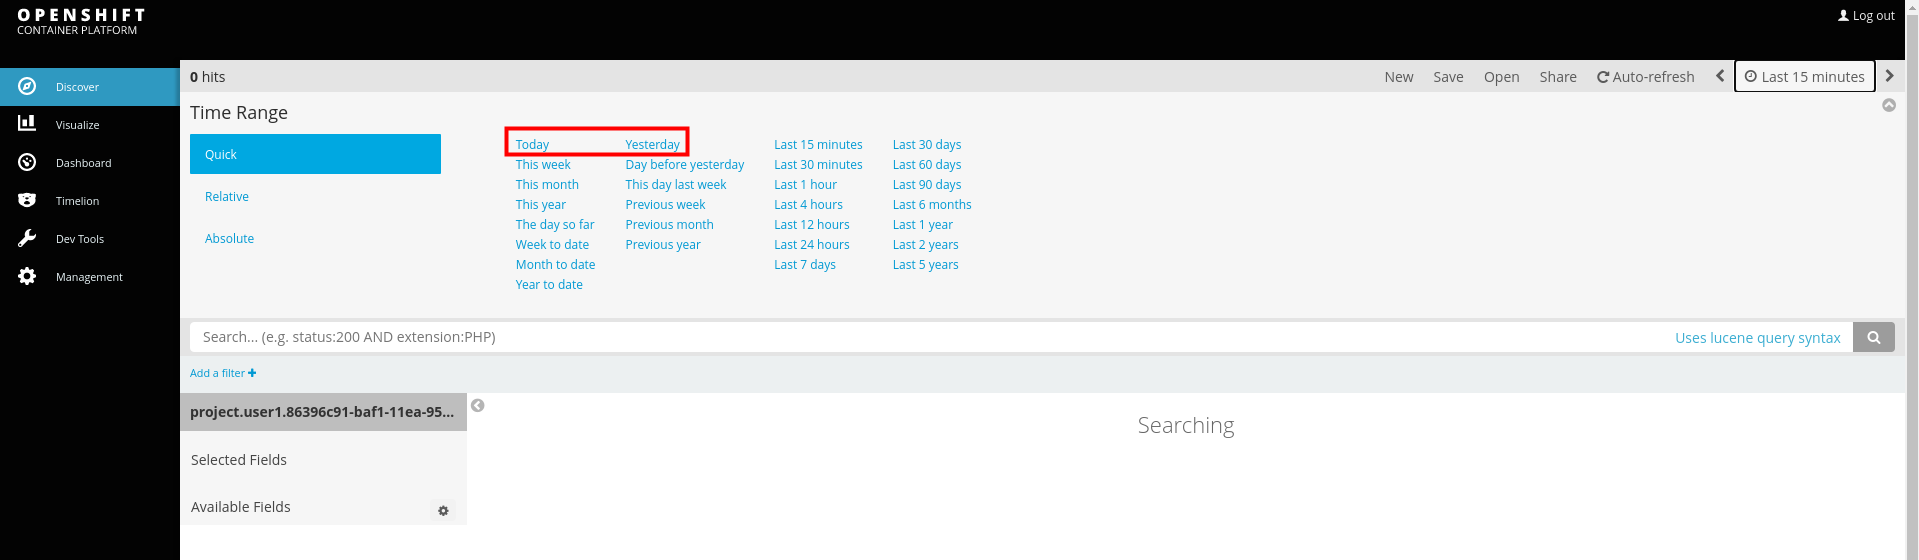 OPENSHIFT
CONTAINER PLATFORM
Log out
Discover
Visualize
Dashboard
Timelion
Dev Tools
Management
0 hits
New Save Open Share Auto-refresh Last 15 minutes
Time Range
Quick
Relative
Absolute
Today
This week
This month
This year
The day so far
Week to date
Month to date
Year to date
Yesterday
Day before yesterday
This day last week
Previous week
Previous month
Previous year
Last 15 minutes
Last 30 minutes
Last 1 hour
Last 4 hours
Last 12 hours
Last 24 hours
Last 7 days
Last 30 days
Last 60 days
Last 90 days
Last 6 months
Last 1 year
Last 2 years
Last 5 years
Search... (e.g. status:200 AND extension:PHP) Uses lucene query syntax
Add a filter +
project.user1.86396c91-baf1-11ea-95...
Searching
Selected Fields
Available Fields